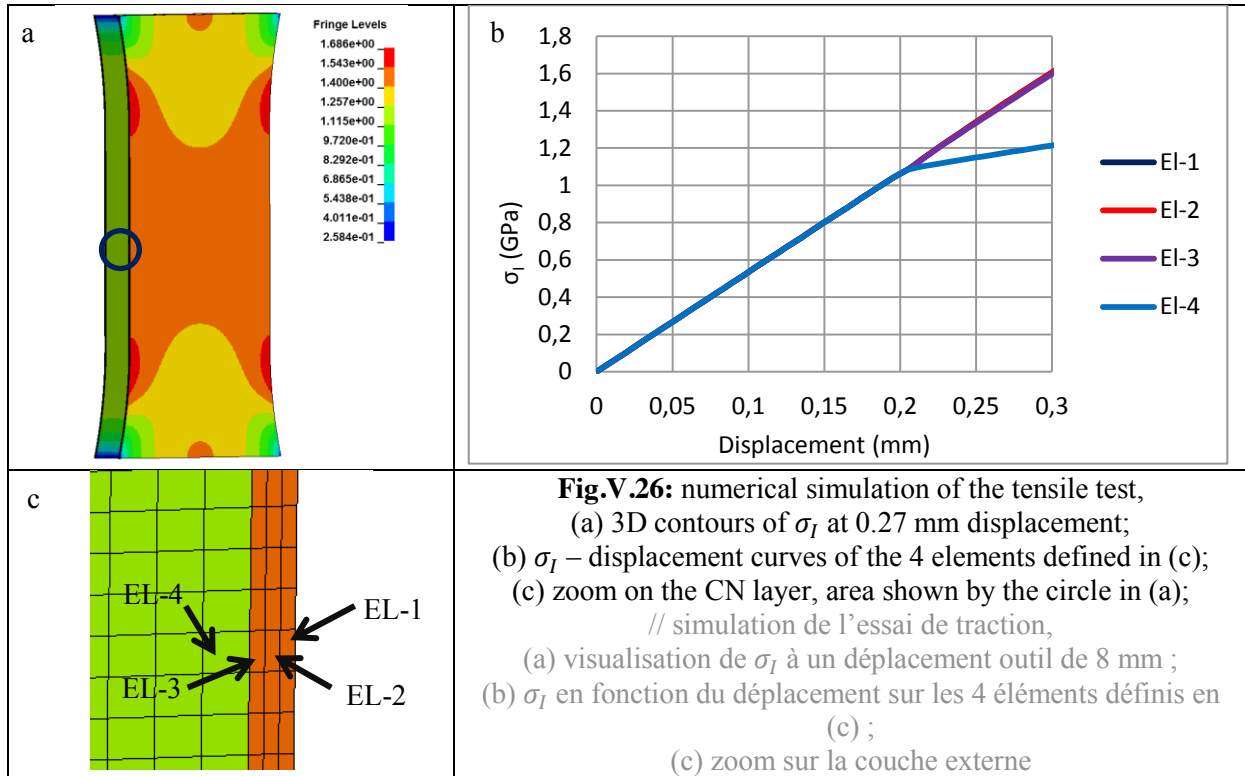 a
Fringe Levels
1.686e+00
1.543e+00
1.400e+00
1.257e+00
1.115e+00
9.720e-01
8.292e-01
6.865e-01
5.438e-01
4.011e-01
2.584e-01
b
1,8
1,6
1,4
1,2
1
0,8
0,6
0,4
0,2
0
σI (GPa)
0 0,05 0,1 0,15 0,2 0,25 0,3
Displacement (mm)
El-1
El-2
El-3
El-4
c
EL-4
EL-1
EL-3
EL-2
Fig.V.26: numerical simulation of the tensile test,
(a) 3D contours of σI at 0.27 mm displacement;
(b) σI – displacement curves of the 4 elements defined in (c);
(c) zoom on the CN layer, area shown by the circle in (a);
// simulation de l’essai de traction,
(a) visualisation de σI à un déplacement outil de 8 mm ;
(b) σI en fonction du déplacement sur les 4 éléments définis en
(c) ;
(c) zoom sur la couche externe